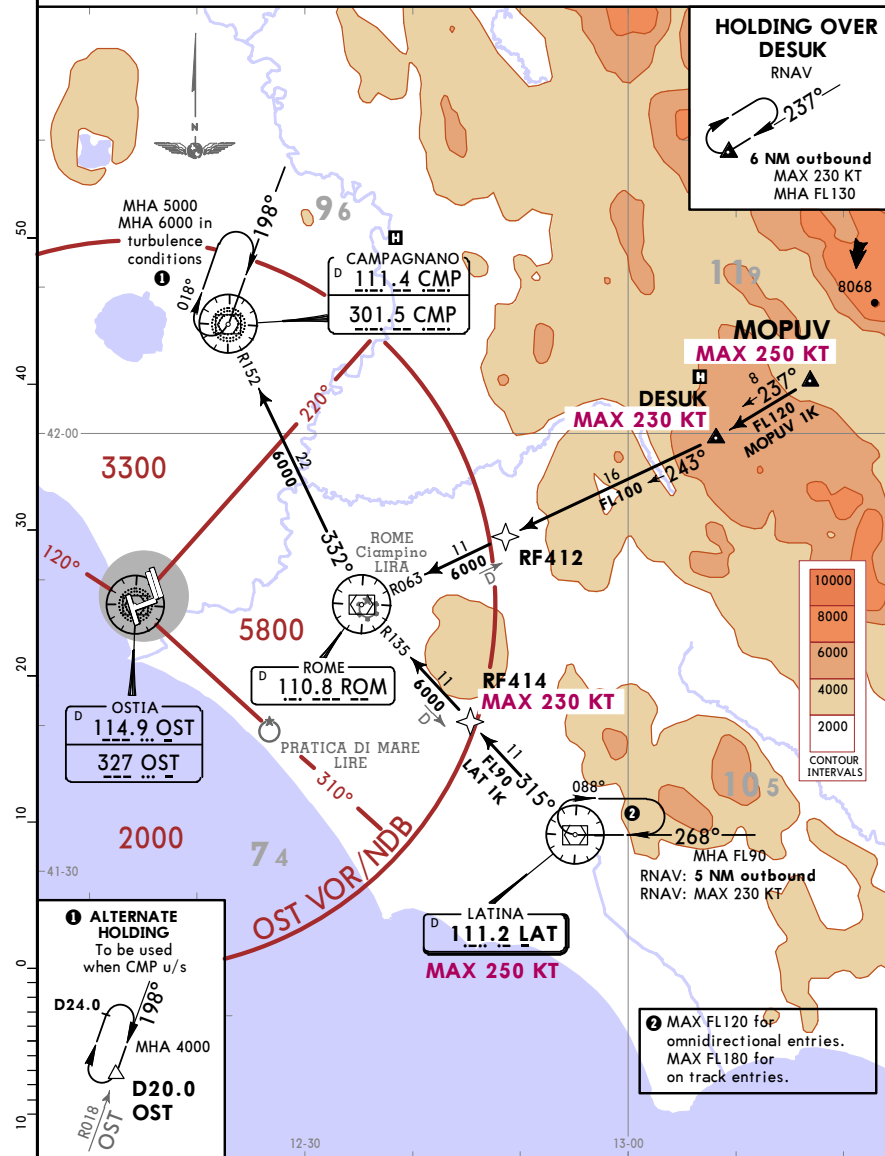 HOLDING OVER
DESUK
RNAV
237°
6 NM outbound
MAX 230 KT
MHA FL130
N
MHA 5000
MHA 6000 in
turbulence
conditions
1
198°
018°
96
CAMPAGNANO
D 111.4 CMP
301.5 CMP
119
8068
MOPUV
MAX 250 KT
8
237°
FL120
MOPUV 1K
H
H
DESUK
MAX 230 KT
R152
220°
22
6000
332°
42-00
3300
16
243°
FL100
RF412
ROME
Ciampino
LIRA
11
R063
6000
D
120°
5800
R135
ROME
D 110.8 ROM
11
6000
D
RF414
MAX 230 KT
OSTIA
D 114.9 OST
327 OST
PRATICA DI MARE
LIRE
310°
11
315°
FL90
LAT 1K
10000
8000
6000
4000
2000
CONTOUR
INTERVALS
105
088°
2
268°
MHA FL90
RNAV: 5 NM outbound
RNAV: MAX 230 KT
2000
74
41-30
OST VOR/NDB
LATINA
D 111.2 LAT
MAX 250 KT
1 ALTERNATE
HOLDING
To be used
when CMP u/s
D24.0
198°
MHA 4000
D20.0
OST
R018
OST
2 MAX FL120 for
omnidirectional entries.
MAX FL180 for
on track entries.
50
40
30
20
10
0
10
12-30
13-00